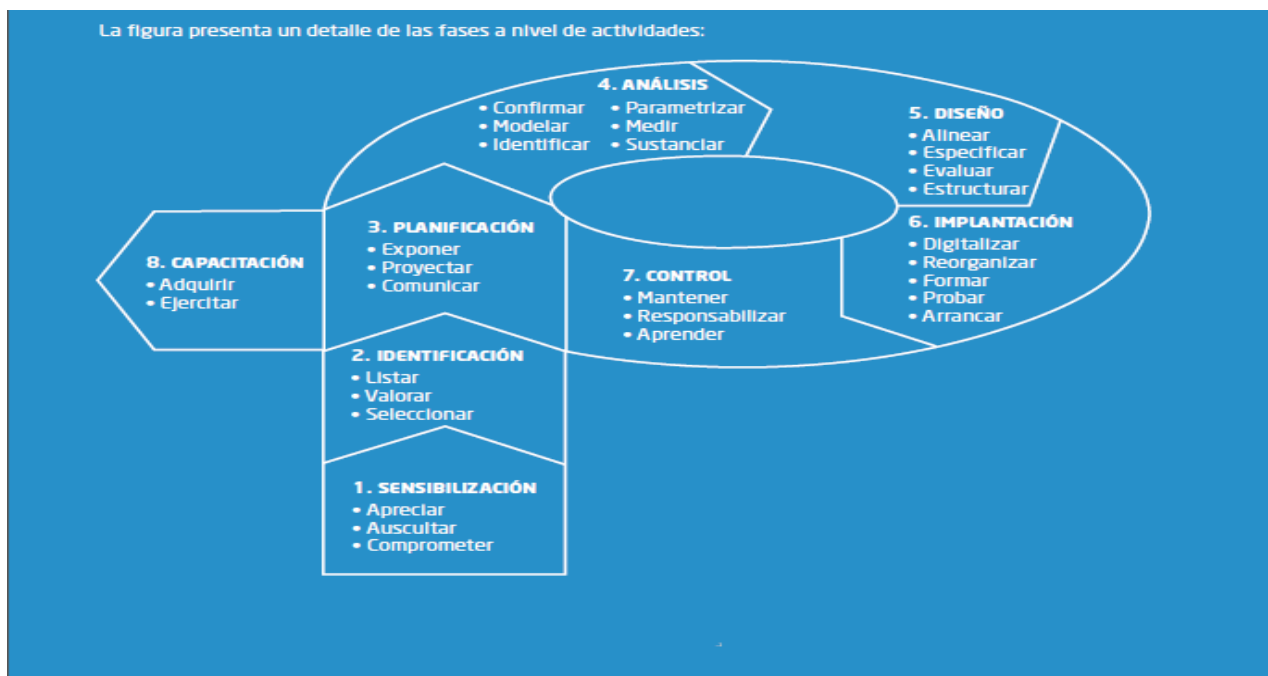 La figura presenta un detalle de las fases a nivel de actividades:
4. ANÁLISIS
• Confirmar
• Modelar
• Identificar
• Parametrizar
• Medir
• Sustanciar
5. DISEÑO
• Alinear
• Especificar
• Evaluar
• Estructurar
6. IMPLANTACIÓN
• Digitalizar
• Reorganizar
• Formar
• Probar
• Arrancar
3. PLANIFICACIÓN
• Exponer
• Proyectar
• Comunicar
8. CAPACITACIÓN
• Adquirir
• Ejercitar
7. CONTROL
• Mantener
• Responsabilizar
• Aprender
2. IDENTIFICACIÓN
• Listar
• Valorar
• Seleccionar
1. SENSIBILIZACIÓN
• Apreciar
• Auscultar
• Comprometer